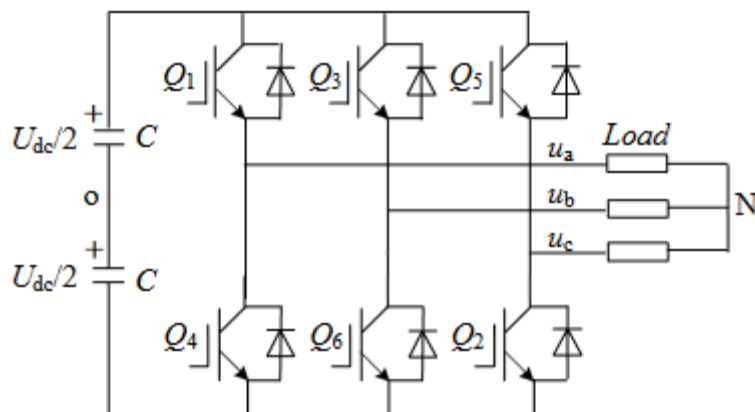 Q1 Q3 Q5
+
Udc/2 C
ua Load
o
ub N
uc
+
Udc/2 C
Q4 Q6 Q2